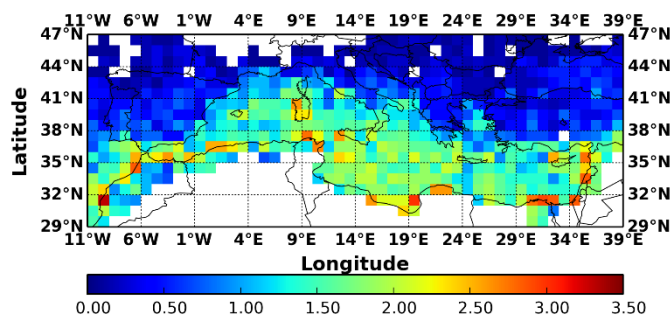 11°W 6°W 1°W 4°E 9°E 14°E 19°E 24°E 29°E 34°E 39°E
47°N 47°N
44°N 44°N
41°N 41°N
38°N 38°N
35°N 35°N
32°N 32°N
29°N 29°N
11°W 6°W 1°W 4°E 9°E 14°E 19°E 24°E 29°E 34°E 39°E
Latitude
Longitude
0.00 0.50 1.00 1.50 2.00 2.50 3.00 3.50